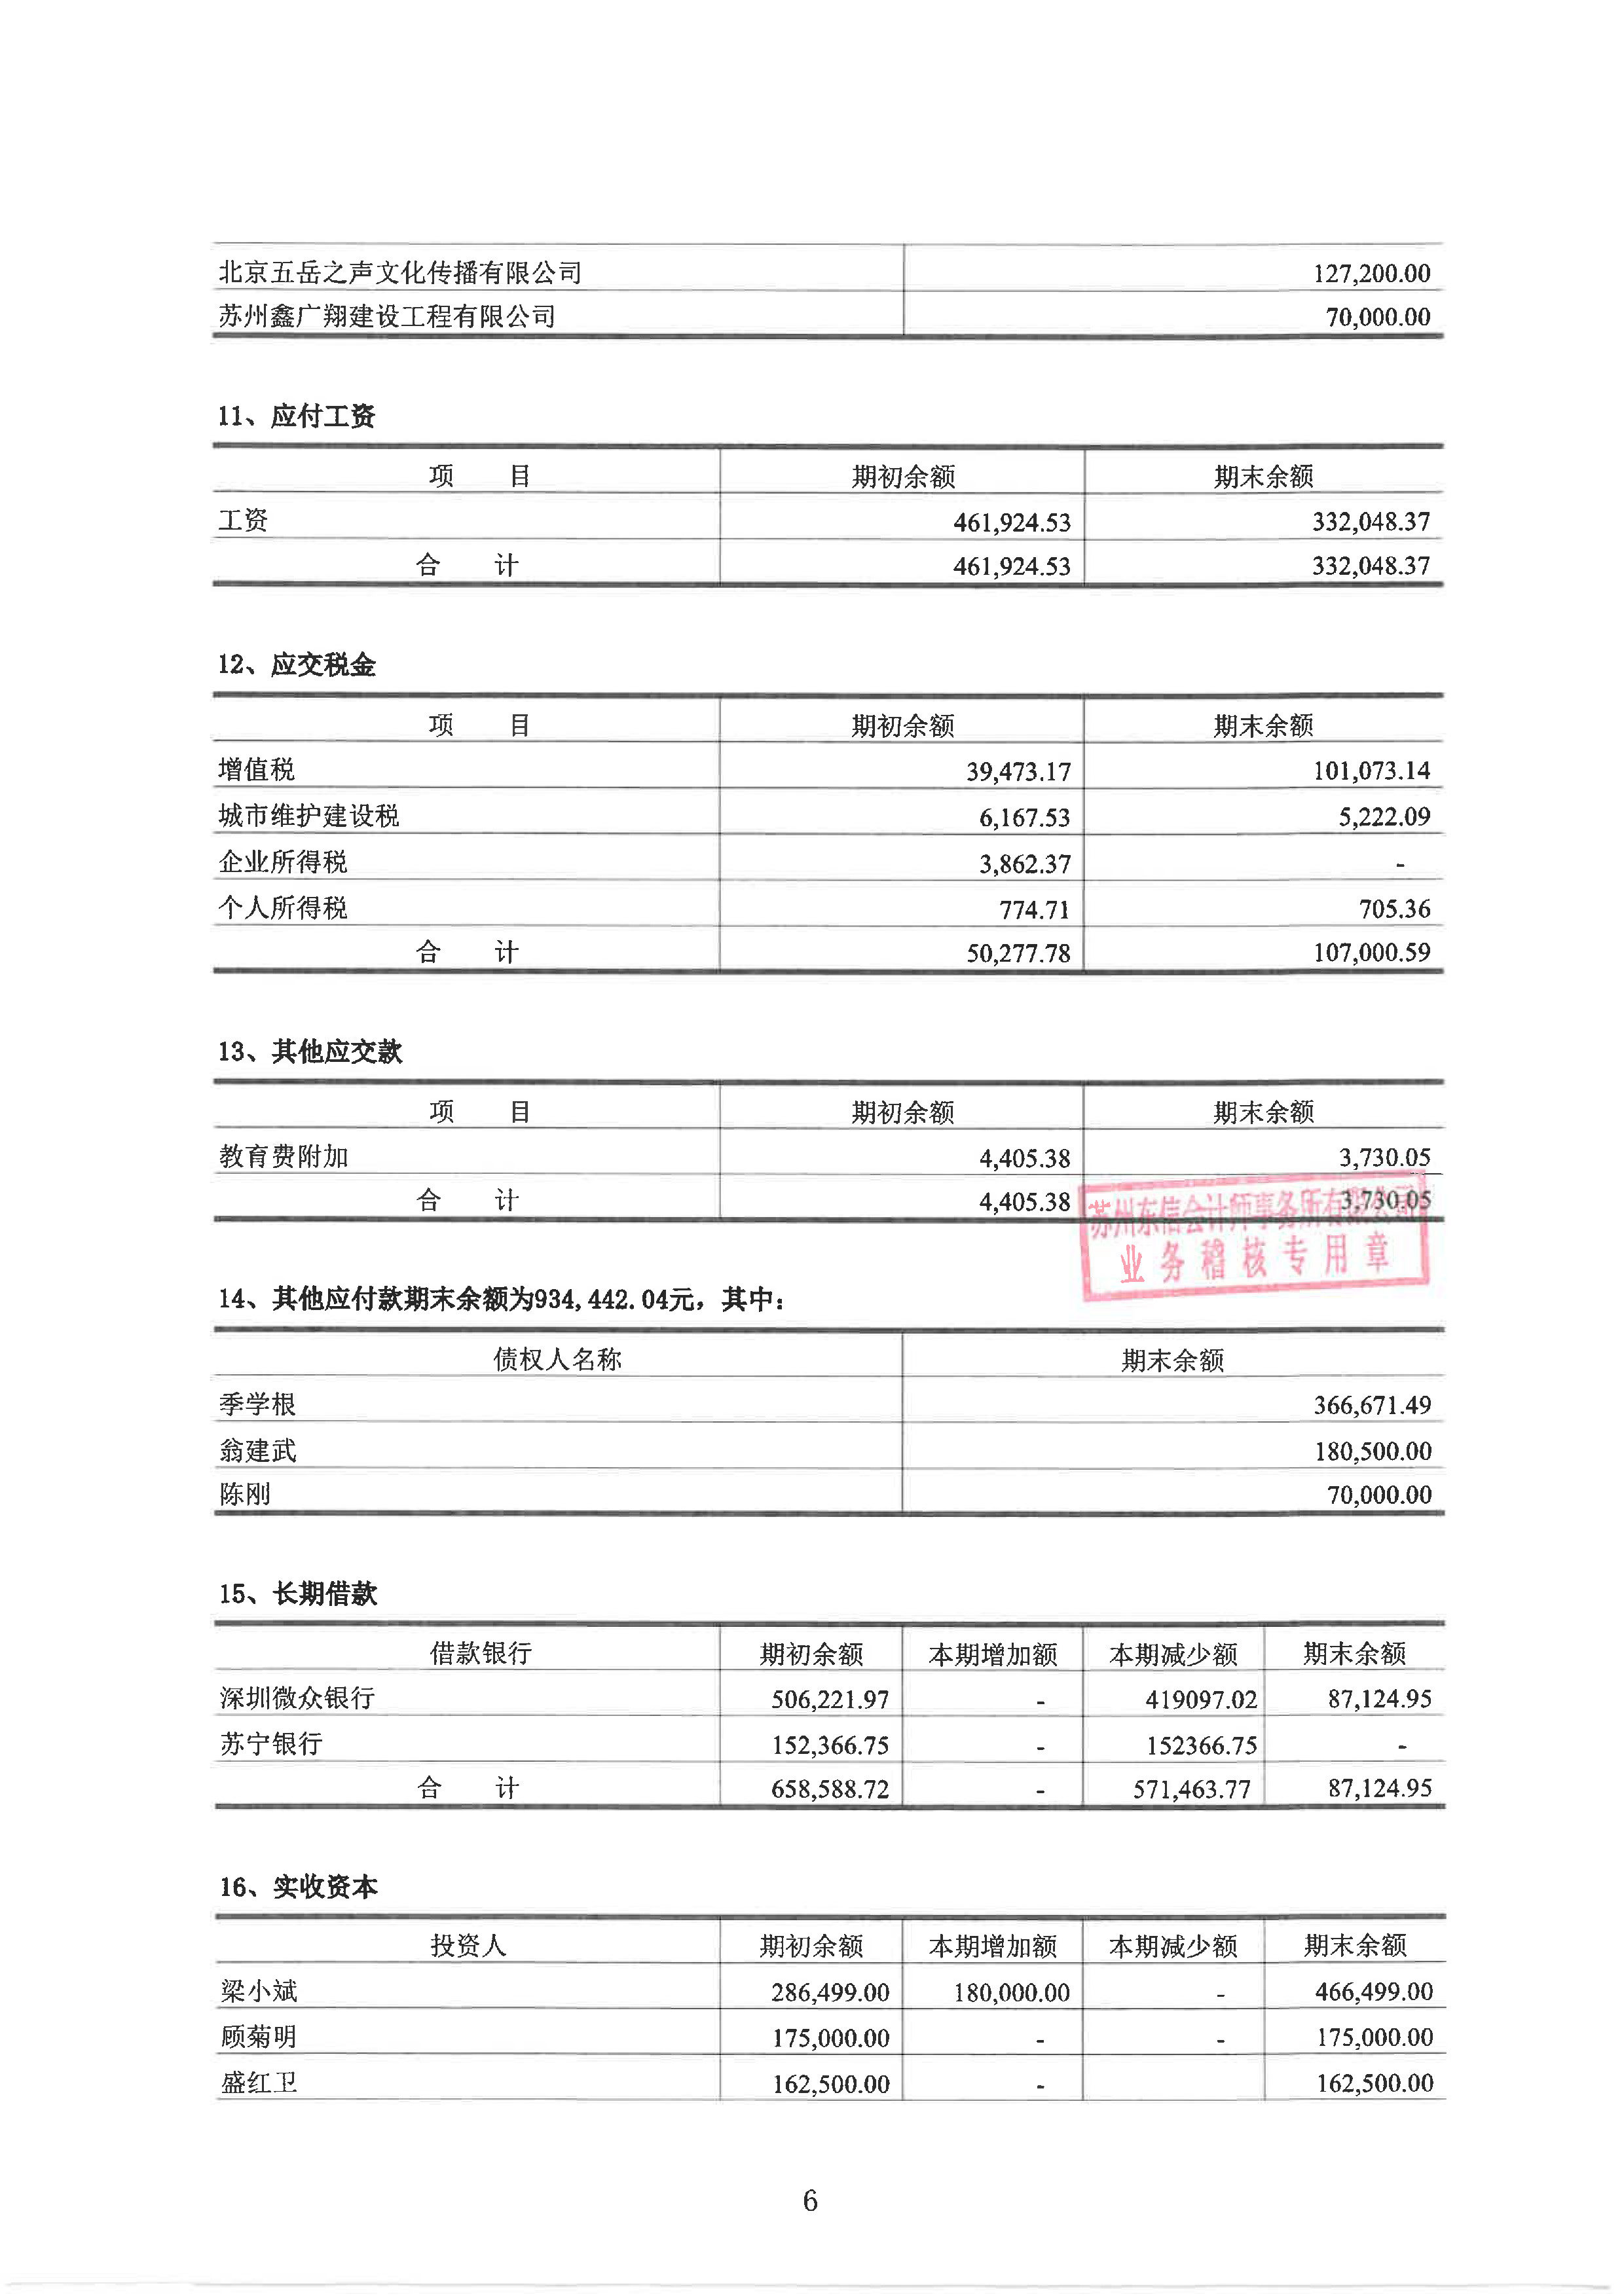 北京五岳之声文化传播有限公司 127,200.00
苏州鑫广翔建设工程有限公司 70,000.00
11、应付工资
项 目 期初余额 期末余额
工资 461,924.53 332,048.37
合 计 461,924.53 332,048.37
12、应交税金
项 目 期初余额 期末余额
增值税 39,473.17 101,073.14
城市维护建设税 6,167.53 5,222.09
企业所得税 3,862.37 -
个人所得税 774.71 705.36
合 计 50,277.78 107,000.59
13、其他应交款
项 目 期初余额 期末余额
教育费附加 4,405.38 3,730.05
合 计 4,405.38 3,730.05
苏州东信会计师事务所有限公司
业务稽核专用章
14、其他应付款期末余额为934,442.04元，其中：
债权人名称 期末余额
季学根 366,671.49
翁建武 180,500.00
陈刚 70,000.00
15、长期借款
借款银行 期初余额 本期增加额 本期减少额 期末余额
深圳微众银行 506,221.97 - 419097.02 87,124.95
苏宁银行 152,366.75 - 152366.75 -
合 计 658,588.72 - 571,463.77 87,124.95
16、实收资本
投资人 期初余额 本期增加额 本期减少额 期末余额
梁小斌 286,499.00 180,000.00 - 466,499.00
顾菊明 175,000.00 - - 175,000.00
盛红卫 162,500.00 - 162,500.00
6